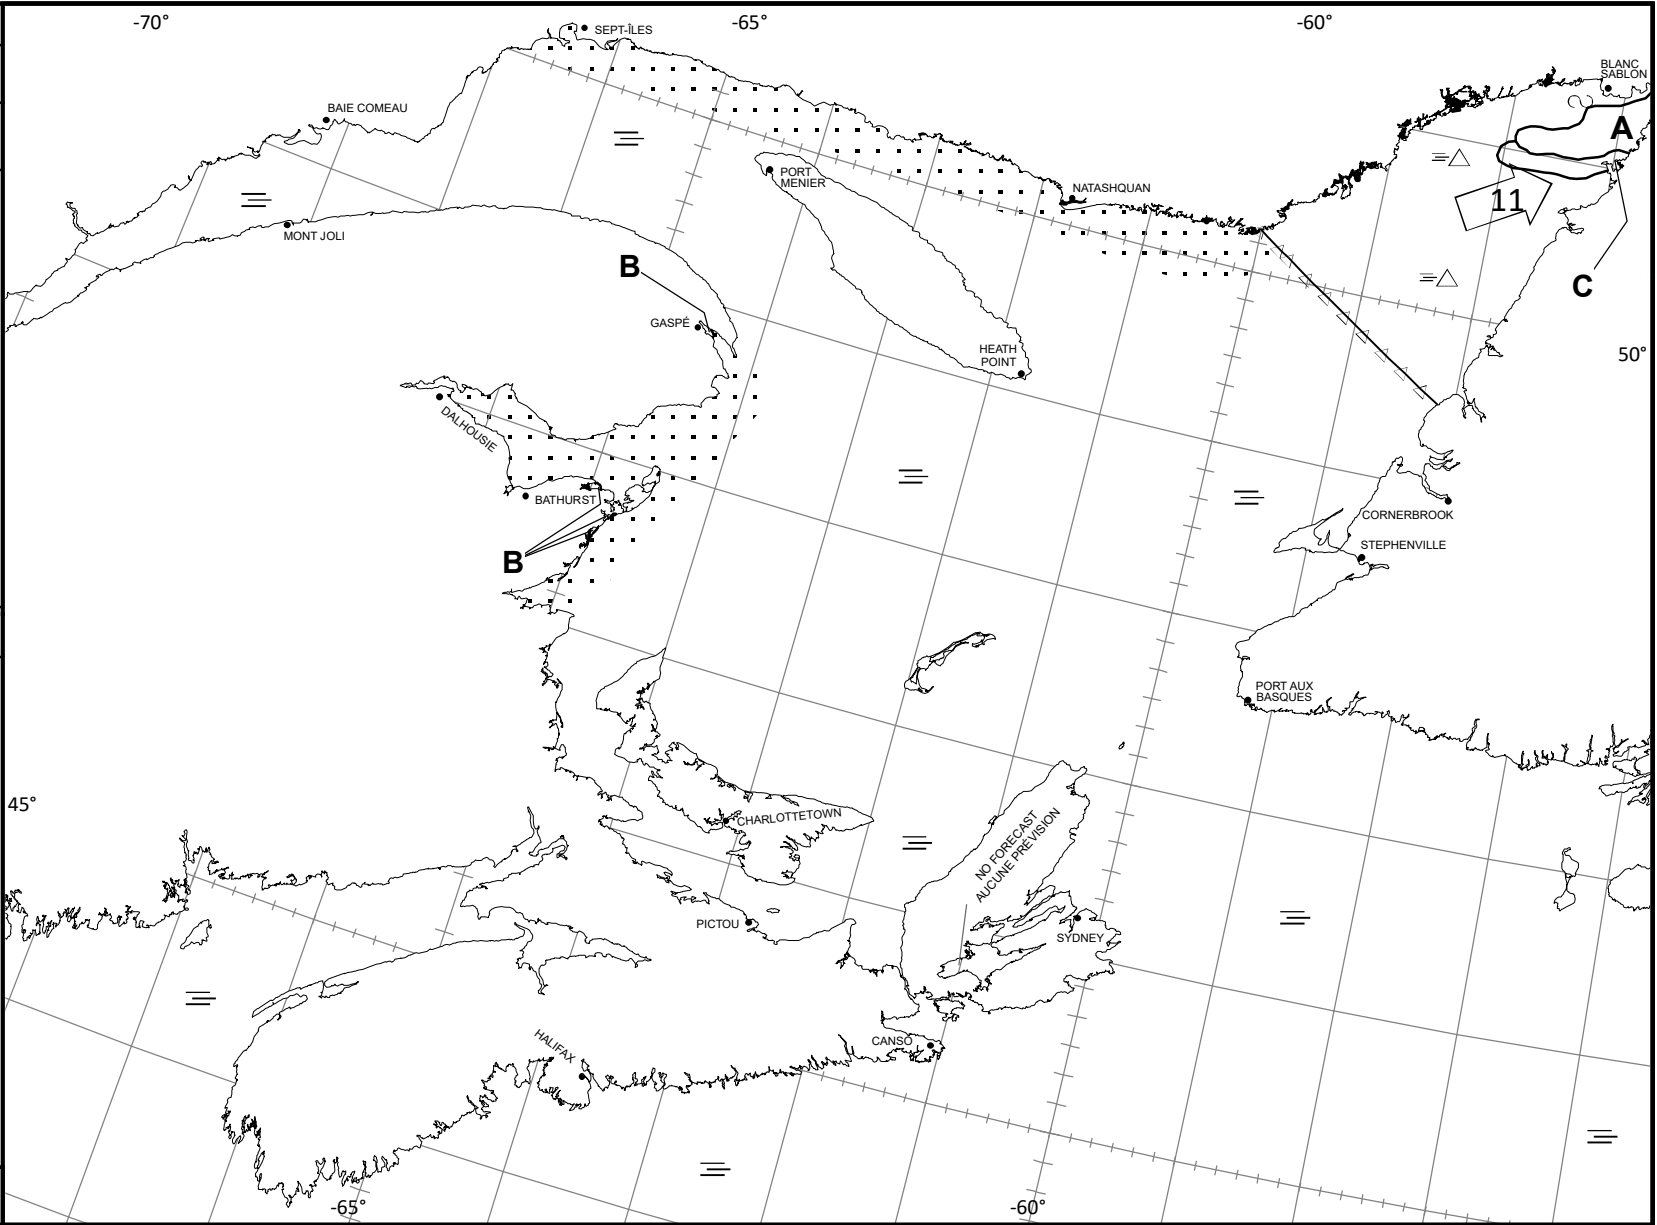 -70°
-65°
-60°
SEPT-ÎLES
BLANC
SABLON
BAIE COMEAU
A
PORT
MENIER
NATASHQUAN
11
MONT JOLI
B
C
GASPÉ
HEATH
POINT
50°
DALHOUSIE
BATHURST
CORNERBROOK
STEPHENVILLE
B
PORT AUX
BASQUES
45°
CHARLOTTETOWN
NO FORECAST
AUCUNE PRÉVISION
PICTOU
SYDNEY
CANSO
HALIFAX
-65°
-60°